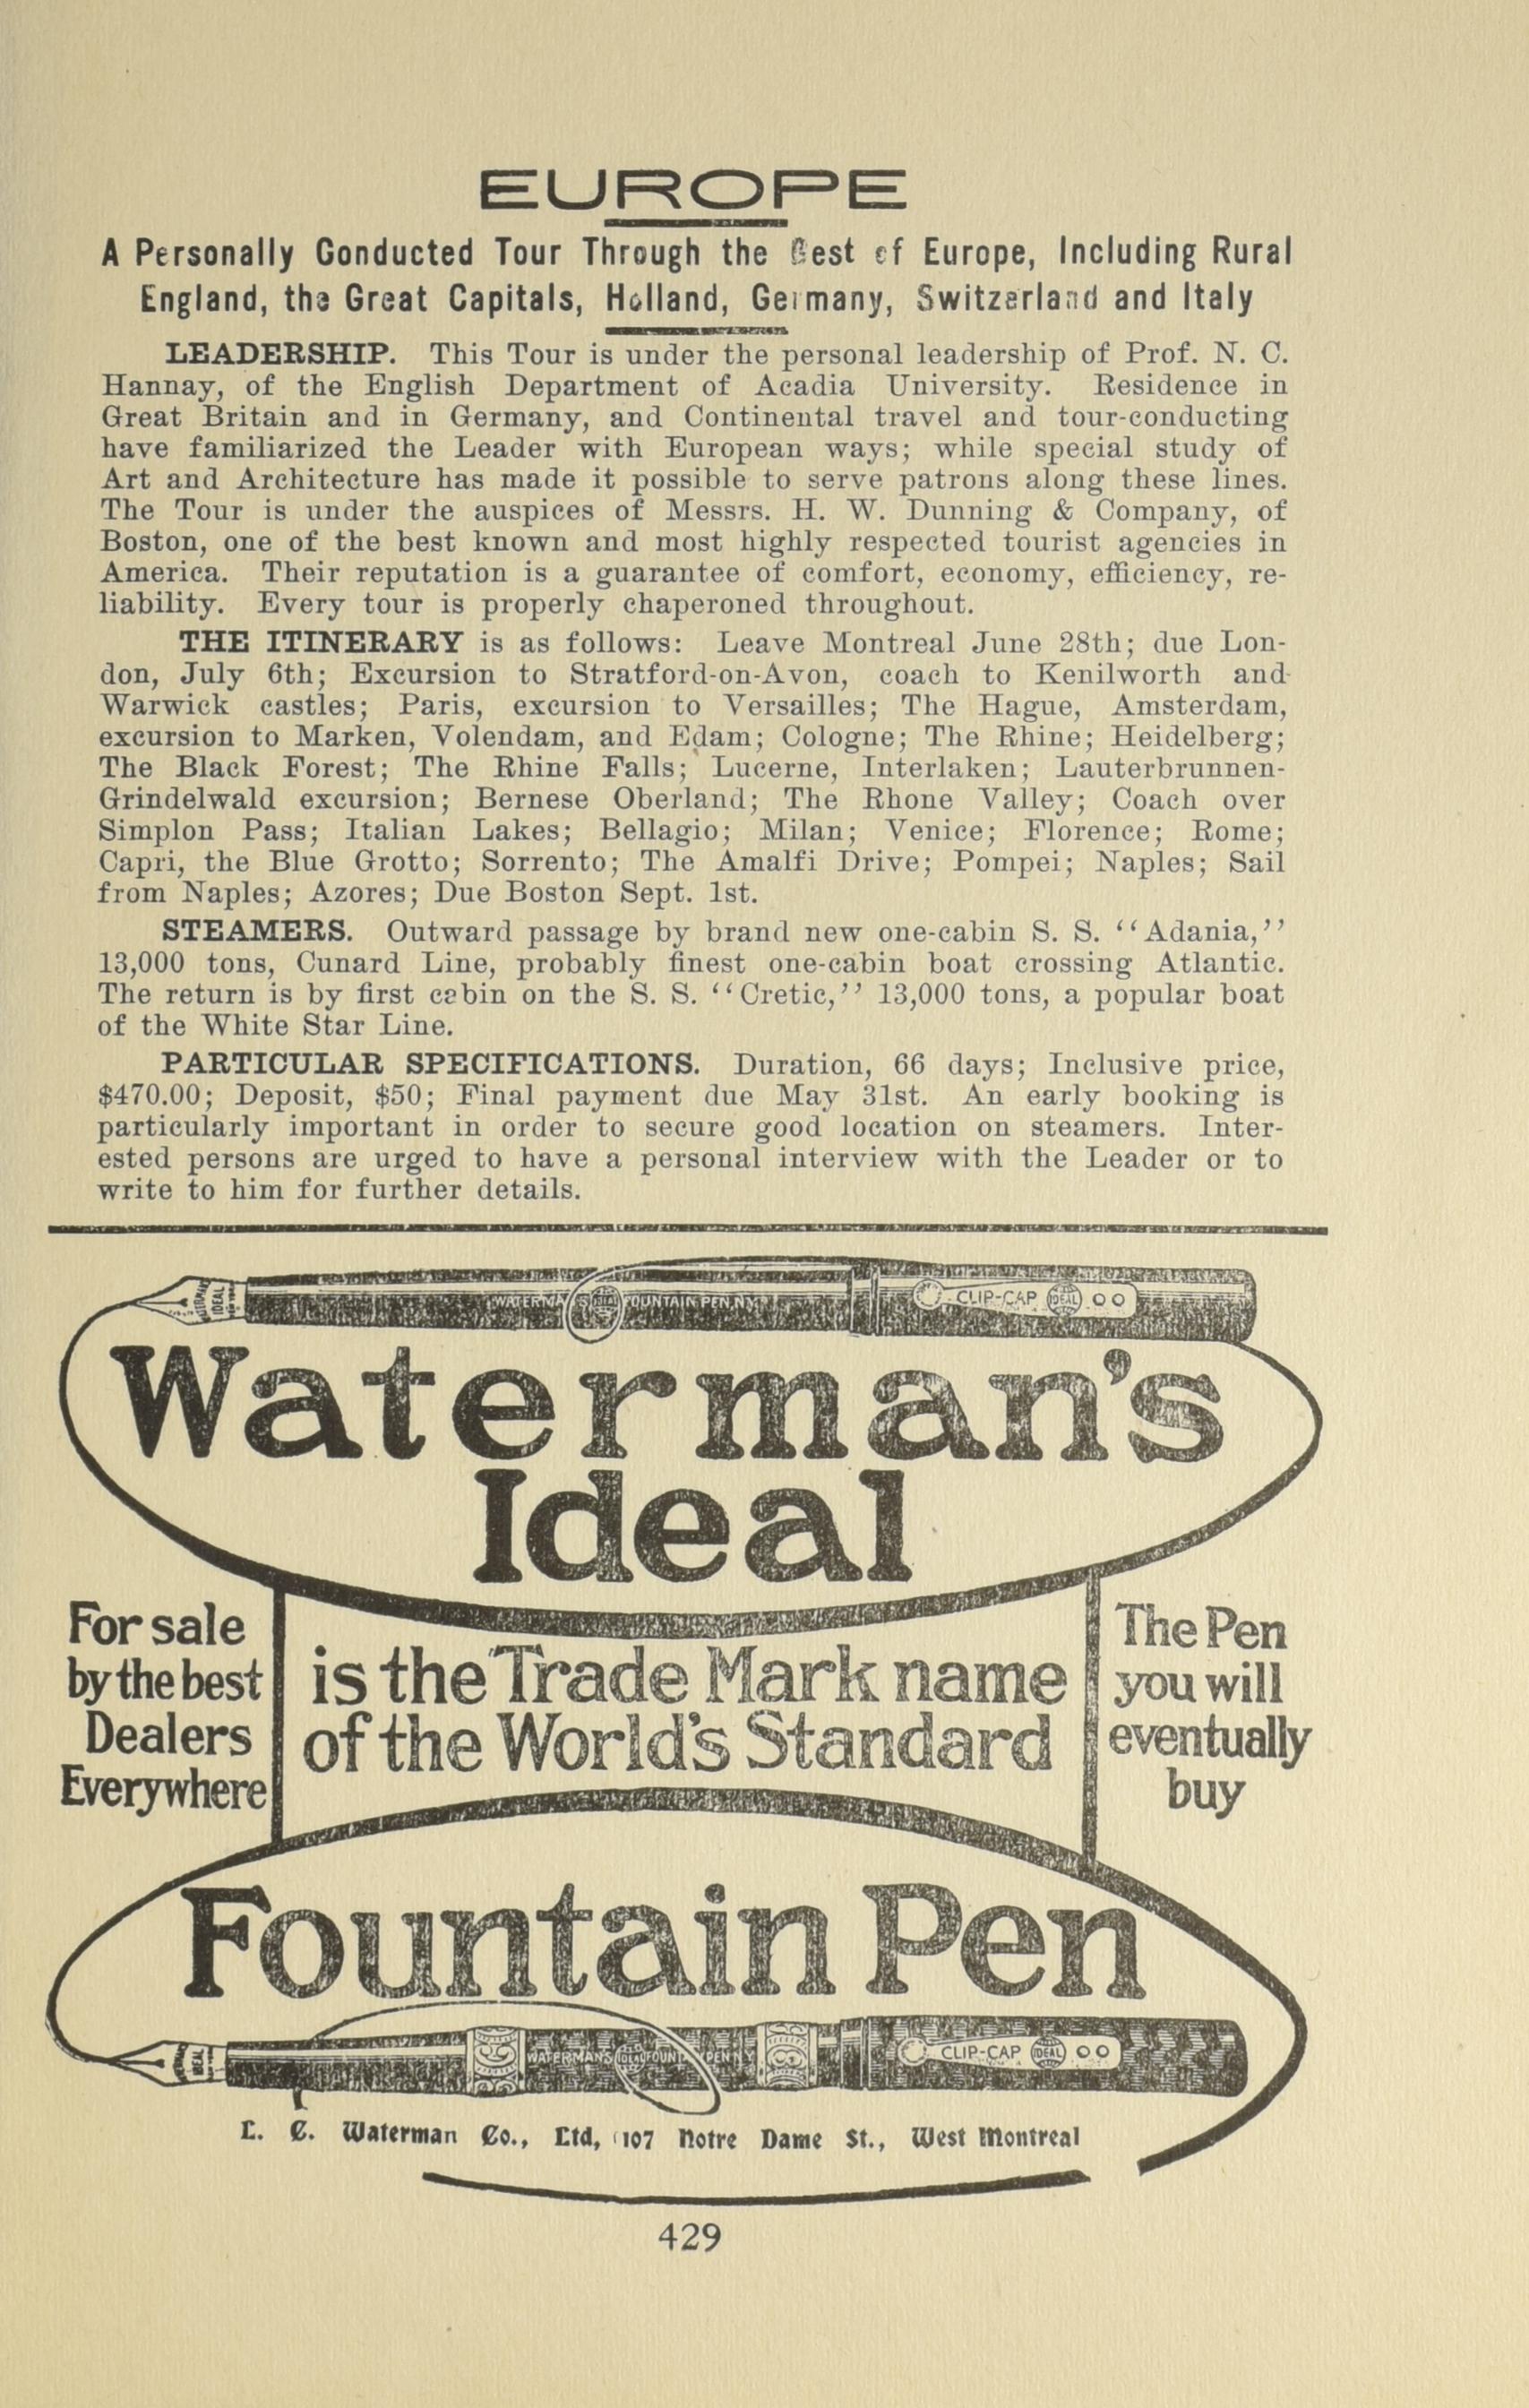 EUROPE
A Personally Conducted Tour Through the Best of Europe, Including Rural
England, the Great Capitals, Holland, Germany, Switzerland and Italy
LEADERSHIP. This Tour is under the personal leadership of Prof. N. C.
Hannay, of the English Department of Acadia University. Residence in
Great Britain and in Germany, and Continental travel and tour-conducting
have familiarized the Leader with European ways; while special study of
Art and Architecture has made it possible to serve patrons along these lines.
The Tour is under the auspices of Messrs. H. W. Dunning & Company, of
Boston, one of the best known and most highly respected tourist agencies in
America. Their reputation is a guarantee of comfort, economy, efficiency, re-
liability. Every tour is properly chaperoned throughout.
THE ITINERARY is as follows: Leave Montreal June 28th; due Lon-
don, July 6th; Excursion to Stratford-on-Avon, coach to Kenilworth and
Warwick castles; Paris, excursion to Versailles; The Hague, Amsterdam,
excursion to Marken, Volendam, and Edam; Cologne; The Rhine; Heidelberg;
The Black Forest; The Rhine Falls; Lucerne, Interlaken; Lauterbrunnen-
Grindelwald excursion; Bernese Oberland; The Rhone Valley; Coach over
Simplon Pass; Italian Lakes; Bellagio; Milan; Venice; Florence; Rome;
Capri, the Blue Grotto; Sorrento; The Amalfi Drive; Pompei; Naples; Sail
from Naples; Azores; Due Boston Sept. 1st.
STEAMERS. Outward passage by brand new one-cabin S. S. ‘‘Adania,’’
13,000 tons, Cunard Line, probably finest one-cabin boat crossing Atlantic.
The return is by first cabin on the S. S. ‘‘Cretic,’’ 13,000 tons, a popular boat
of the White Star Line.
PARTICULAR SPECIFICATIONS. Duration, 66 days; Inclusive price,
$470.00; Deposit, $50; Final payment due May 31st. An early booking is
particularly important in order to secure good location on steamers. Inter-
ested persons are urged to have a personal interview with the Leader or to
write to him for further details.
IDEAL
WATERMAN'S IDEAL FOUNTAIN PEN N.Y.
CLIP-CAP IDEAL
Waterman's
Ideal
For sale
by the best
Dealers
Everywhere
is the Trade Mark name
of the World's Standard
The Pen
you will
eventually
buy
Fountain Pen
IDEAL
WATERMAN'S IDEAL FOUNT PEN N.Y.
CLIP-CAP IDEAL
L. E. Waterman Co., Ltd, 107 Notre Dame St., West Montreal
429